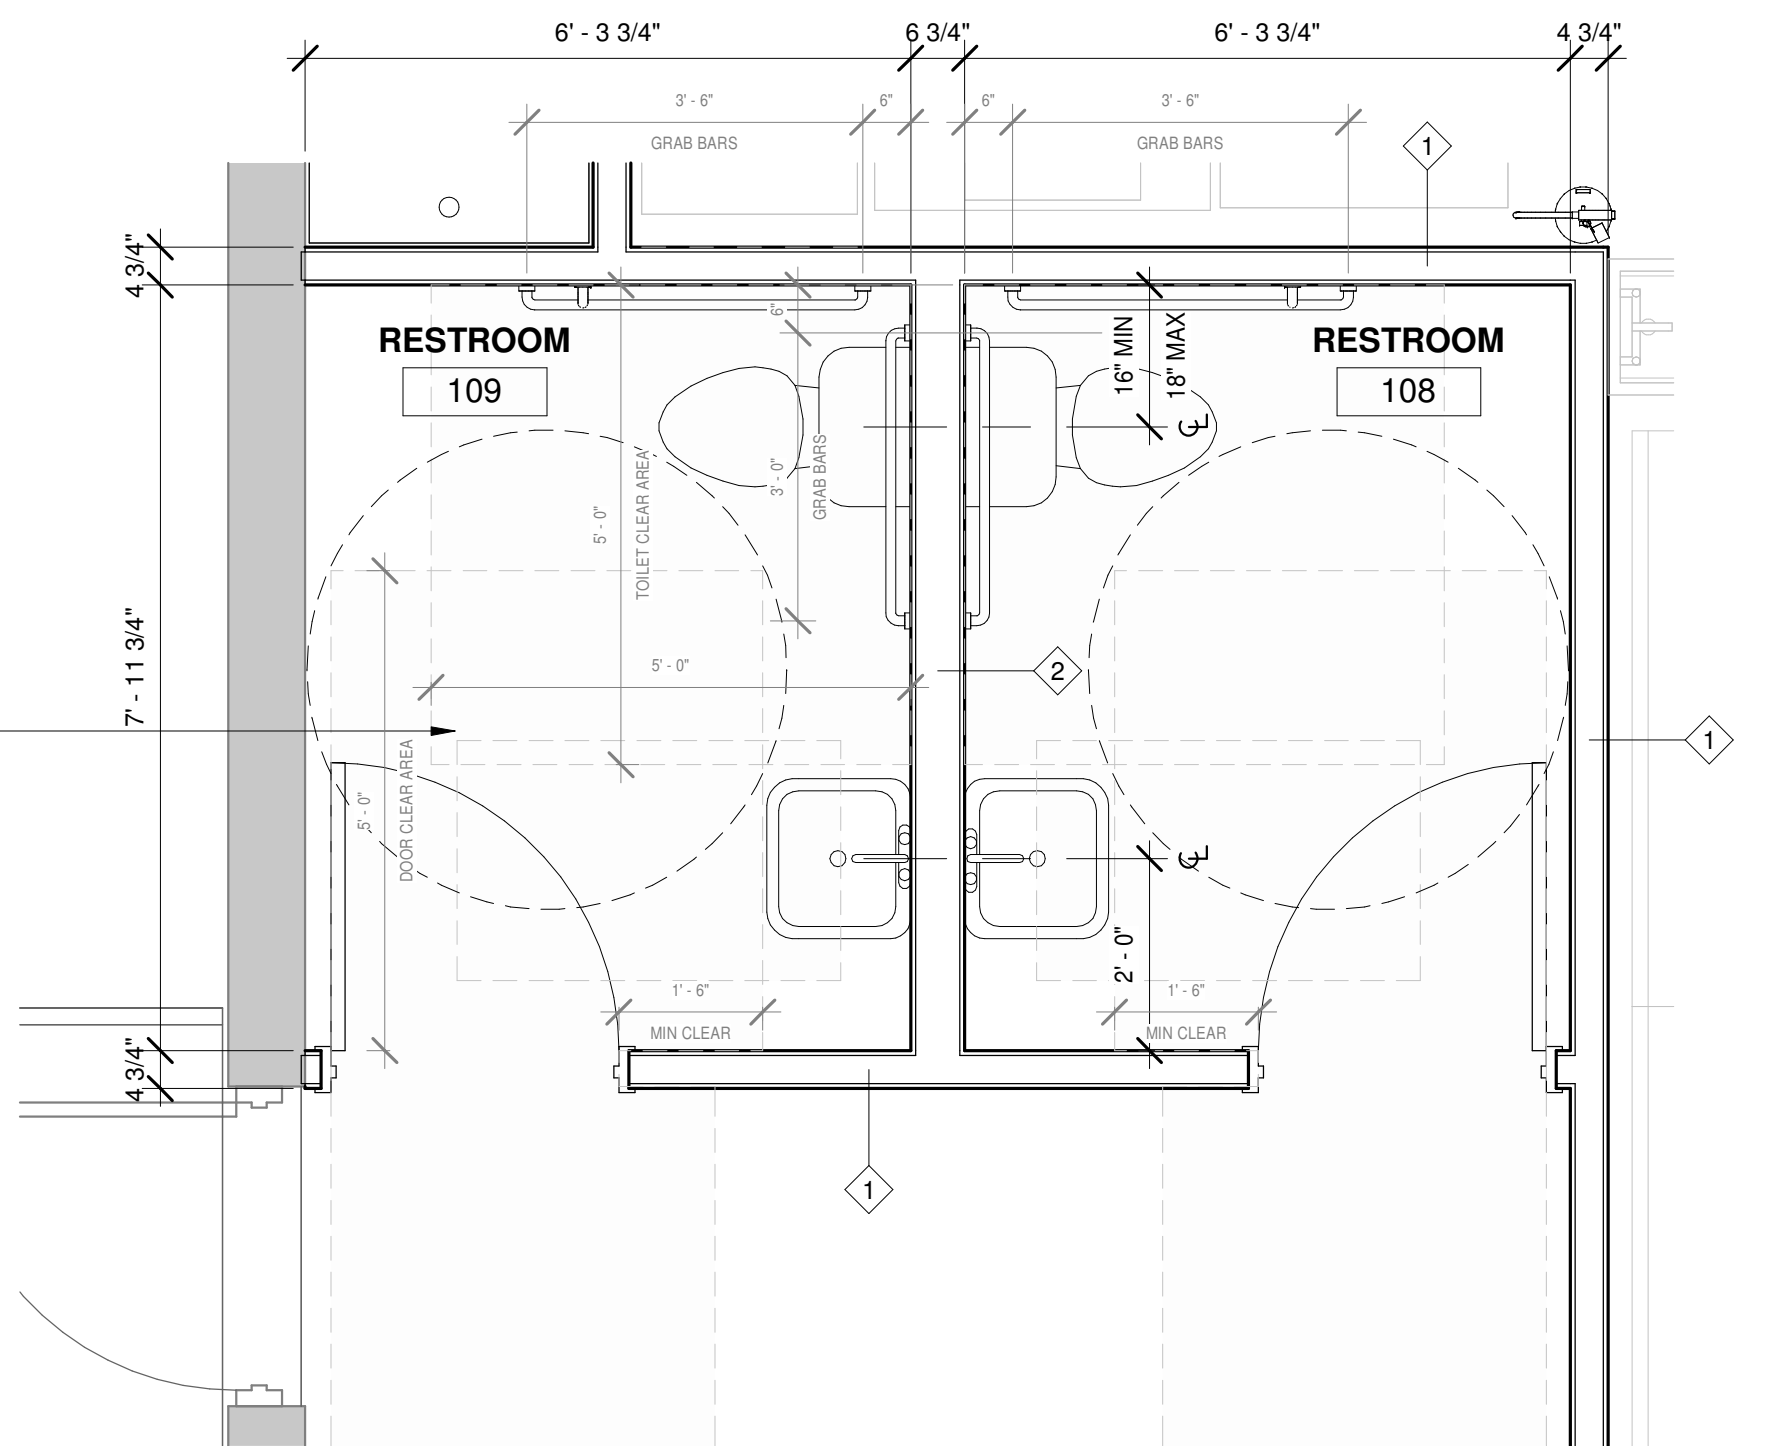 6' - 3 3/4" 6 3/4" 6' - 3 3/4" 4 3/4"
3' - 6" 6" 6" 3' - 6"
GRAB BARS GRAB BARS
1
4 3/4"
6"
RESTROOM
109
16" MIN
18" MAX
RESTROOM
108
℄
TOILET CLEAR AREA
5' - 0"
3' - 0"
GRAB BARS
5' - 0"
2
7' - 11 3/4"
1
DOOR CLEAR AREA
5' - 0"
℄
2' - 0"
1' - 6"
MIN CLEAR
1' - 6"
MIN CLEAR
4 3/4"
1